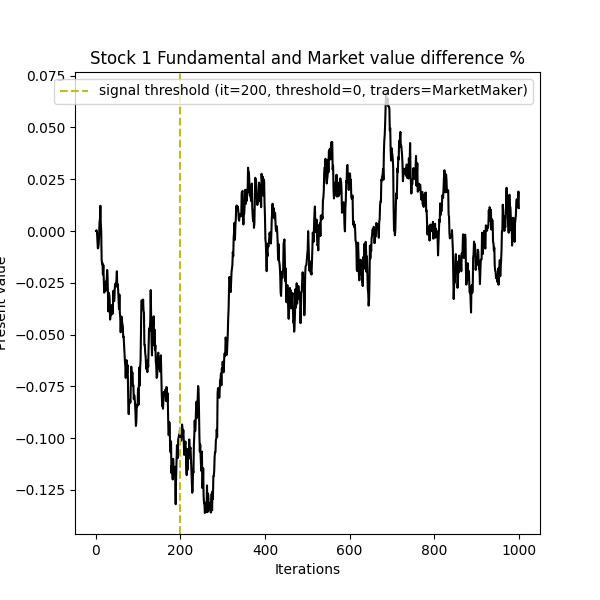 Stock 1 Fundamental and Market value difference %
signal threshold (it=200, threshold=0, traders=MarketMaker)
0.075
0.050
0.025
0.000
−0.025
−0.050
−0.075
−0.100
−0.125
Present value
0 200 400 600 800 1000
Iterations